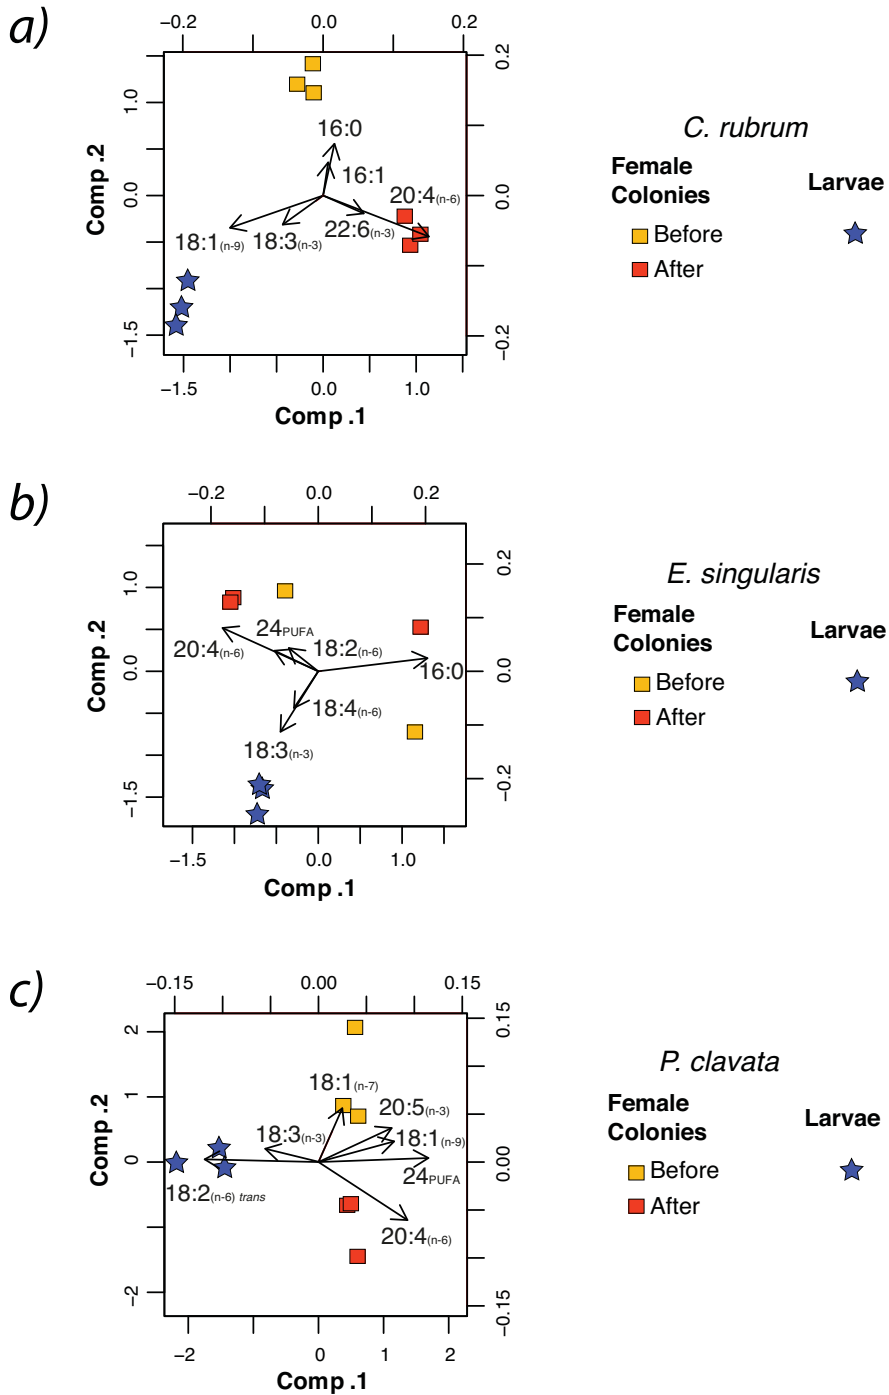 a)
−0.2 0.0 0.2
1.0
0.0
−1.5
Comp .2
0.2
0.0
−0.2
16:0
16:1
20:4(n-6)
18:1(n-9)
18:3(n-3)
22:6(n-3)
−1.5 0.0 1.0
Comp .1
C. rubrum
Female Larvae
Colonies
Before
After
b)
−0.2 0.0 0.2
1.0
0.0
−1.5
Comp .2
0.2
0.0
−0.2
24PUFA
20:4(n-6)
18:2(n-6)
16:0
18:4(n-6)
18:3(n-3)
−1.5 0.0 1.0
Comp .1
E. singularis
Female Larvae
Colonies
Before
After
c)
−0.15 0.00 0.15
2
1
0
−2
Comp .2
0.15
0.00
−0.15
18:1(n-7)
20:5(n-3)
18:3(n-3)
18:1(n-9)
24PUFA
18:2(n-6) trans
20:4(n-6)
−2 0 1 2
Comp .1
P. clavata
Female Larvae
Colonies
Before
After